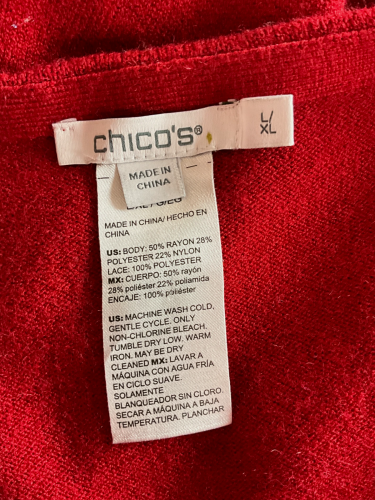 chico's®
L/
XL
MADE IN
CHINA
MADE IN CHINA/ HECHO EN
CHINA
US: BODY: 50% RAYON 28%
POLYESTER 22% NYLON
LACE: 100% POLYESTER
MX: CUERPO: 50% rayón
28% poliéster 22% poliamida
ENCAJE: 100% poliéster
US: MACHINE WASH COLD,
GENTLE CYCLE. ONLY
NON-CHLORINE BLEACH.
TUMBLE DRY LOW. WARM
IRON. MAY BE DRY
CLEANED MX: LAVAR A
MÁQUINA CON AGUA FRÍA
EN CICLO SUAVE.
SOLAMENTE
BLANQUEADOR SIN CLORO.
SECAR A MÁQUINA A BAJA
TEMPERATURA. PLANCHAR